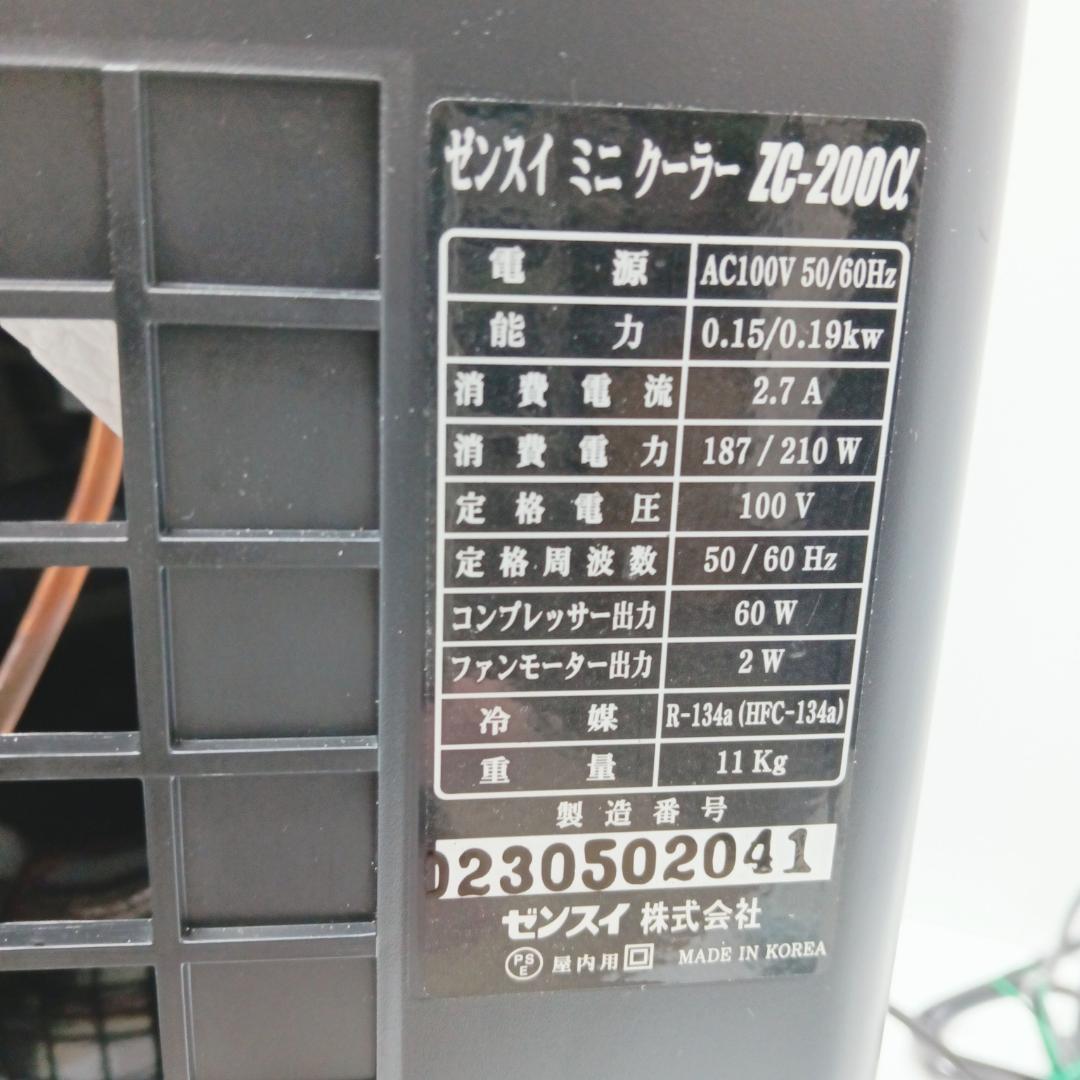 ゼンスイ ミニ クーラー ZC-200α
電源 AC100V 50/60Hz
能力 0.15/0.19kw
消費電流 2.7 A
消費電力 187 / 210 W
定格電圧 100 V
定格周波数 50 / 60 Hz
コンプレッサー出力 60 W
ファンモーター出力 2 W
冷媒 R-134a (HFC-134a)
重量 11 Kg
製造番号
0230502041
ゼンスイ 株式会社
PSE 屋内用 MADE IN KOREA